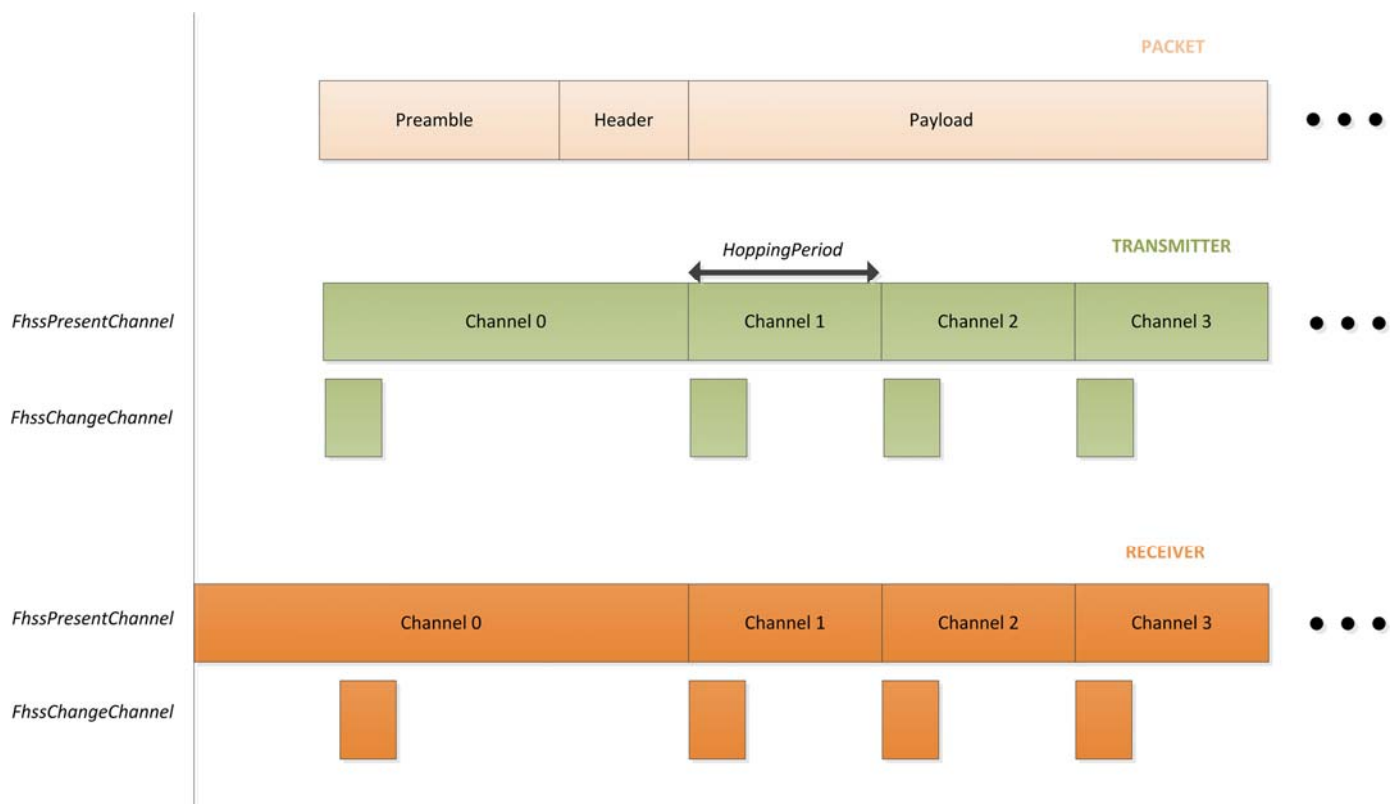 PACKET
Preamble
Header
Payload
HoppingPeriod
TRANSMITTER
FhssPresentChannel
Channel 0
Channel 1
Channel 2
Channel 3
FhssChangeChannel
RECEIVER
FhssPresentChannel
Channel 0
Channel 1
Channel 2
Channel 3
FhssChangeChannel